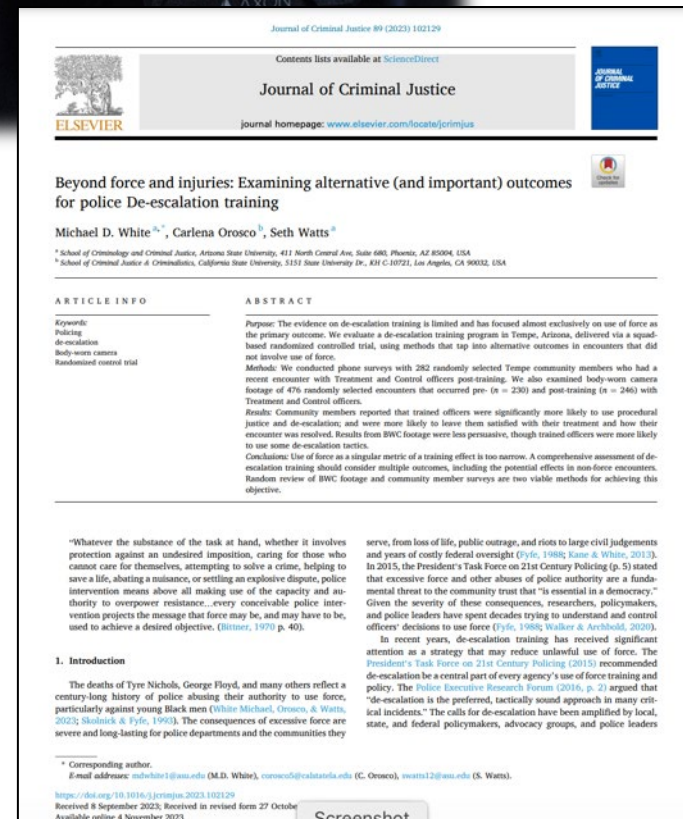 AXON
Journal of Criminal Justice 89 (2023) 102129
Contents lists available at ScienceDirect
Journal of Criminal Justice
journal homepage: www.elsevier.com/locate/jcrimjus
ELSEVIER
JOURNAL
OF CRIMINAL
JUSTICE
Check for
updates
Beyond force and injuries: Examining alternative (and important) outcomes
for police De-escalation training
Michael D. White a,*, Carlena Orosco b, Seth Watts a
a School of Criminology and Criminal Justice, Arizona State University, 411 North Central Ave, Suite 680, Phoenix, AZ 85004, USA
b School of Criminal Justice & Criminalistics, California State University, 5151 State University Dr., KH C-10721, Los Angeles, CA 90032, USA
ARTICLE INFO
Keywords:
Policing
de-escalation
Body-worn camera
Randomized control trial
ABSTRACT
Purpose: The evidence on de-escalation training is limited and has focused almost exclusively on use of force as
the primary outcome. We evaluate a de-escalation training program in Tempe, Arizona, delivered via a squad-
based randomized controlled trial, using methods that tap into alternative outcomes in encounters that did
not involve use of force.
Methods: We conducted phone surveys with 282 randomly selected Tempe community members who had a
recent encounter with Treatment and Control officers post-training. We also examined body-worn camera
footage of 476 randomly selected encounters that occurred pre- (n = 230) and post-training (n = 246) with
Treatment and Control officers.
Results: Community members reported that trained officers were significantly more likely to use procedural
justice and de-escalation; and were more likely to leave them satisfied with their treatment and how their
encounter was resolved. Results from BWC footage were less persuasive, though trained officers were more likely
to use some de-escalation tactics.
Conclusions: Use of force as a singular metric of a training effect is too narrow. A comprehensive assessment of de-
escalation training should consider multiple outcomes, including the potential effects in non-force encounters.
Random review of BWC footage and community member surveys are two viable methods for achieving this
objective.
“Whatever the substance of the task at hand, whether it involves
protection against an undesired imposition, caring for those who
cannot care for themselves, attempting to solve a crime, helping to
save a life, abating a nuisance, or settling an explosive dispute, police
intervention means above all making use of the capacity and au-
thority to overpower resistance...every conceivable police inter-
vention projects the message that force may be, and may have to be,
used to achieve a desired objective. (Bittner, 1970 p. 40).
1. Introduction
The deaths of Tyre Nichols, George Floyd, and many others reflect a
century-long history of police abusing their authority to use force,
particularly against young Black men (White Michael, Orosco, & Watts,
2023; Skolnick & Fyfe, 1993). The consequences of excessive force are
severe and long-lasting for police departments and the communities they
serve, from loss of life, public outrage, and riots to large civil judgements
and years of costly federal oversight (Fyfe, 1988; Kane & White, 2013).
In 2015, the President's Task Force on 21st Century Policing (p. 5) stated
that excessive force and other abuses of police authority are a funda-
mental threat to the community trust that “is essential in a democracy.”
Given the severity of these consequences, researchers, policymakers,
and police leaders have spent decades trying to understand and control
officers' decisions to use force (Fyfe, 1988; Walker & Archbold, 2020).
In recent years, de-escalation training has received significant
attention as a strategy that may reduce unlawful use of force. The
President's Task Force on 21st Century Policing (2015) recommended
de-escalation be a central part of every agency's use of force training and
policy. The Police Executive Research Forum (2016, p. 2) argued that
“de-escalation is the preferred, tactically sound approach in many crit-
ical incidents.” The calls for de-escalation have been amplified by local,
state, and federal policymakers, advocacy groups, and police leaders
* Corresponding author.
E-mail addresses: mdwhite1@asu.edu (M.D. White), corosco5@calstatela.edu (C. Orosco), swatts12@asu.edu (S. Watts).
https://doi.org/10.1016/j.jcrimjus.2023.102129
Received 8 September 2023; Received in revised form 27 Octobe
Available online 4 November 2023
Screenshot